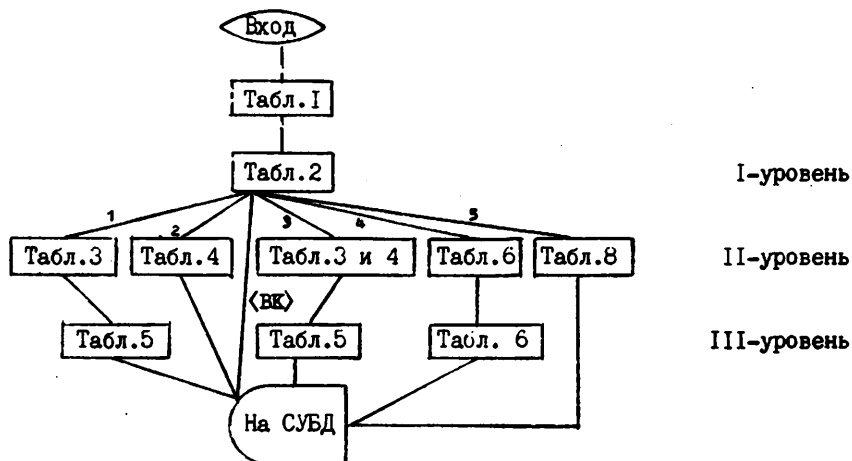 Вход
Табл.I
Табл.2
I-уровень
1
2
3
4
5
Табл.3
Табл.4
Табл.3 и 4
Табл.6
Табл.8
II-уровень
⟨ВК⟩
Табл.5
Табл.5
Табл. 6
III-уровень
На СУБД